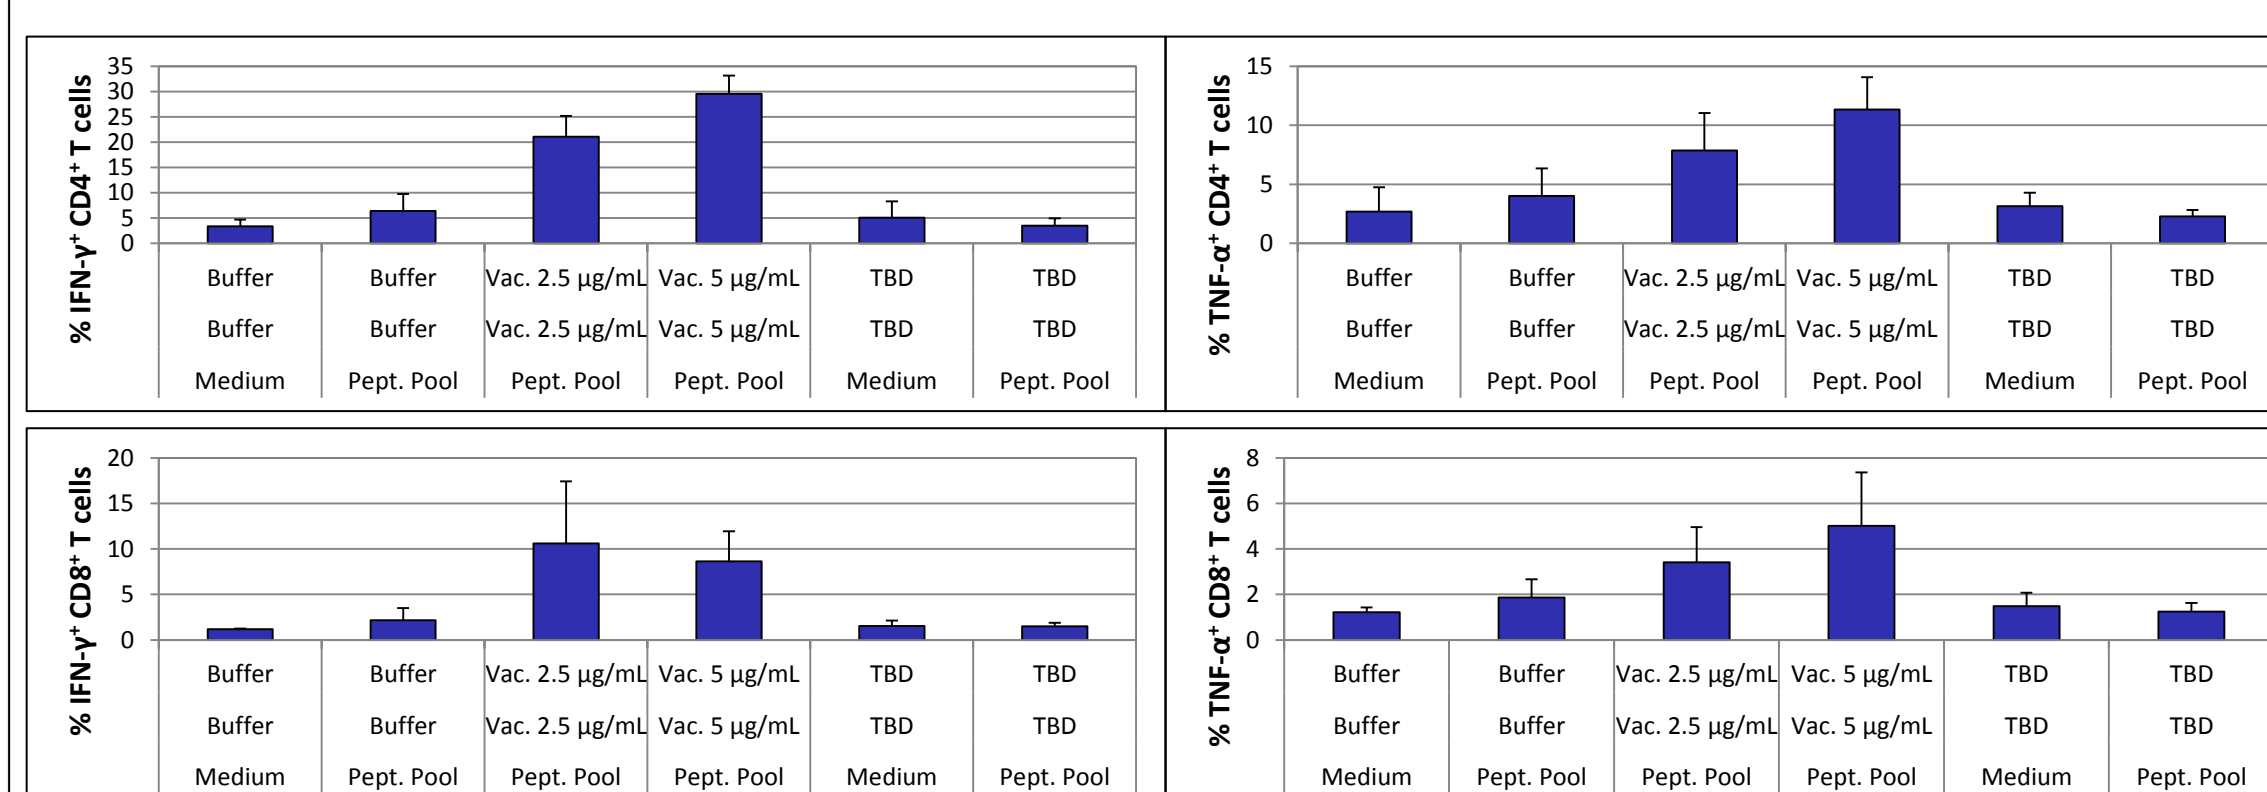 % IFN-γ⁺ CD4⁺ T cells
35
30
25
20
15
10
5
0
Buffer Buffer Vac. 2.5 µg/mL Vac. 5 µg/mL TBD TBD
Buffer Buffer Vac. 2.5 µg/mL Vac. 5 µg/mL TBD TBD
Medium Pept. Pool Pept. Pool Pept. Pool Medium Pept. Pool
% TNF-α⁺ CD4⁺ T cells
15
10
5
0
Buffer Buffer Vac. 2.5 µg/mL Vac. 5 µg/mL TBD TBD
Buffer Buffer Vac. 2.5 µg/mL Vac. 5 µg/mL TBD TBD
Medium Pept. Pool Pept. Pool Pept. Pool Medium Pept. Pool
% IFN-γ⁺ CD8⁺ T cells
20
15
10
5
0
Buffer Buffer Vac. 2.5 µg/mL Vac. 5 µg/mL TBD TBD
Buffer Buffer Vac. 2.5 µg/mL Vac. 5 µg/mL TBD TBD
Medium Pept. Pool Pept. Pool Pept. Pool Medium Pept. Pool
% TNF-α⁺ CD8⁺ T cells
8
6
4
2
0
Buffer Buffer Vac. 2.5 µg/mL Vac. 5 µg/mL TBD TBD
Buffer Buffer Vac. 2.5 µg/mL Vac. 5 µg/mL TBD TBD
Medium Pept. Pool Pept. Pool Pept. Pool Medium Pept. Pool